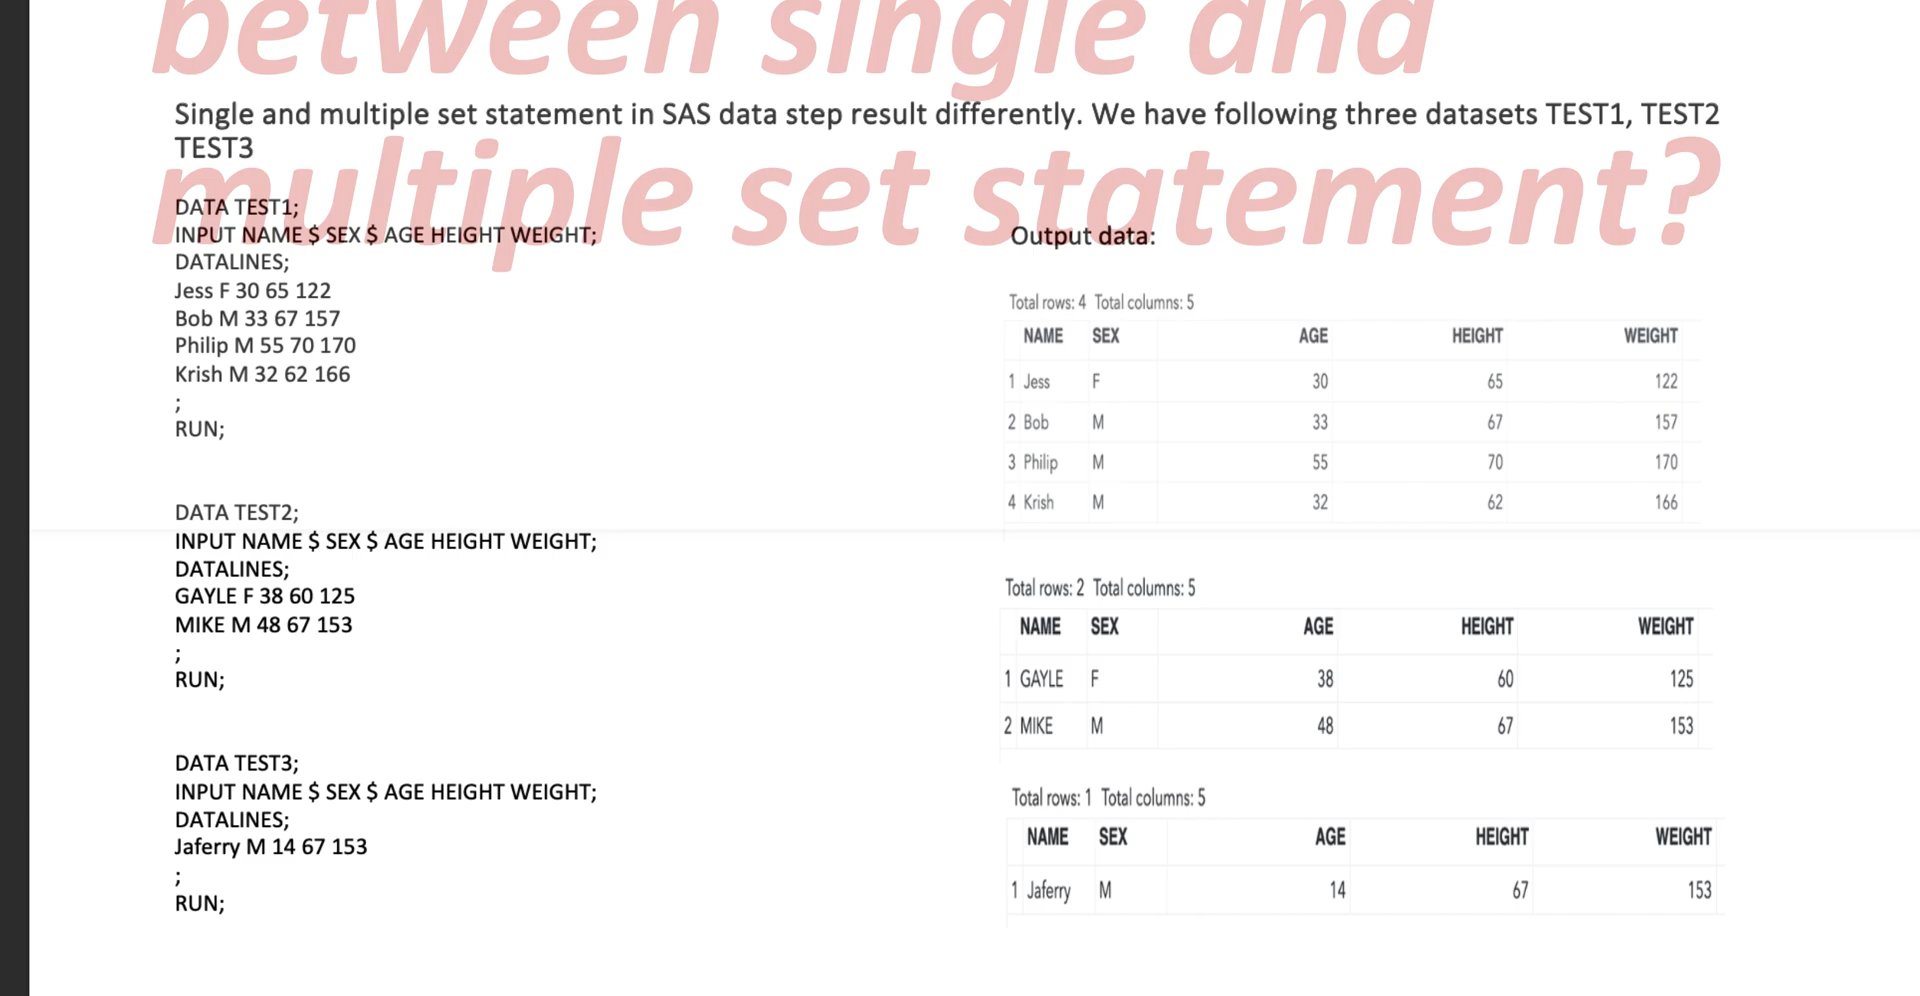 between single and
multiple set statement?
Single and multiple set statement in SAS data step result differently. We have following three datasets TEST1, TEST2
TEST3
DATA TEST1;
INPUT NAME $ SEX $ AGE HEIGHT WEIGHT;
DATALINES;
Jess F 30 65 122
Bob M 33 67 157
Philip M 55 70 170
Krish M 32 62 166
;
RUN;
DATA TEST2;
INPUT NAME $ SEX $ AGE HEIGHT WEIGHT;
DATALINES;
GAYLE F 38 60 125
MIKE M 48 67 153
;
RUN;
DATA TEST3;
INPUT NAME $ SEX $ AGE HEIGHT WEIGHT;
DATALINES;
Jaferry M 14 67 153
;
RUN;
Output data:
Total rows: 4 Total columns: 5
NAME SEX AGE HEIGHT WEIGHT
1 Jess F 30 65 122
2 Bob M 33 67 157
3 Philip M 55 70 170
4 Krish M 32 62 166
Total rows: 2 Total columns: 5
NAME SEX AGE HEIGHT WEIGHT
1 GAYLE F 38 60 125
2 MIKE M 48 67 153
Total rows: 1 Total columns: 5
NAME SEX AGE HEIGHT WEIGHT
1 Jaferry M 14 67 153